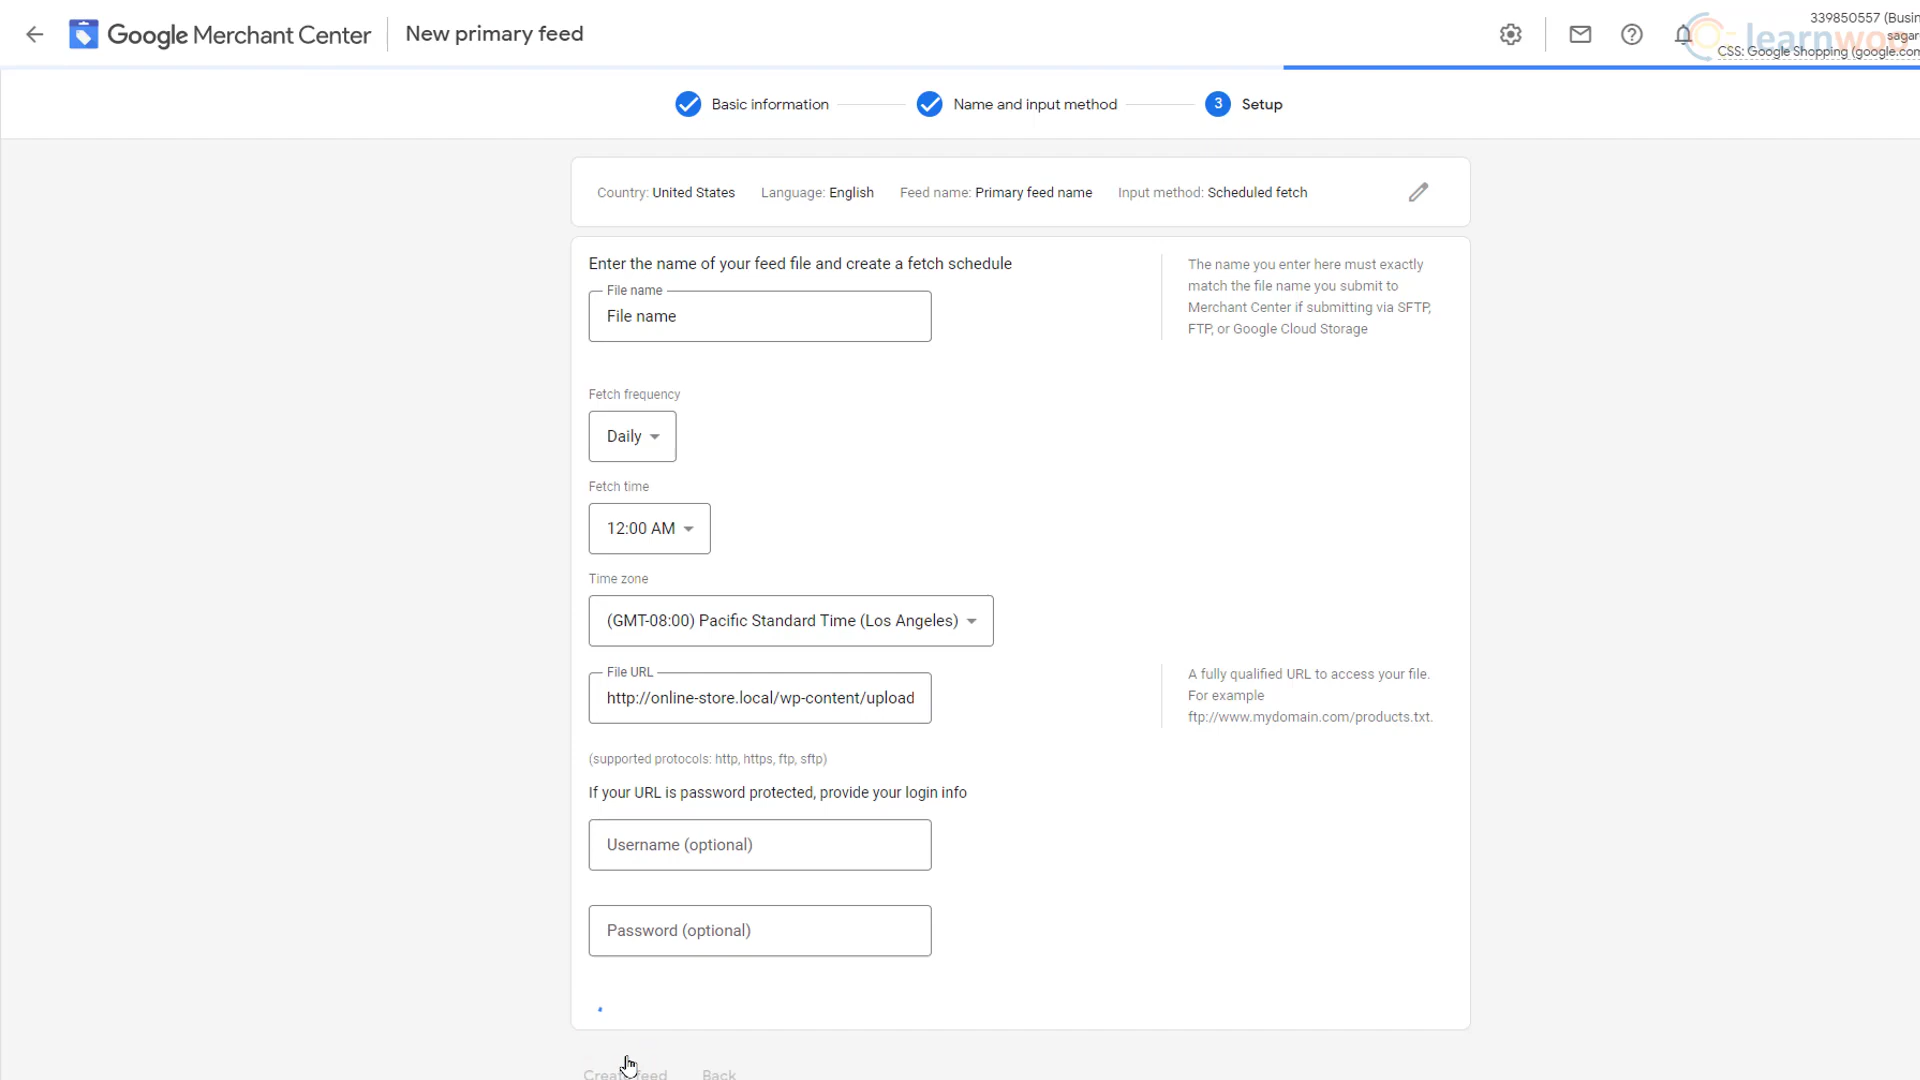 Google Merchant Center
New primary feed
339850557 (Busin
learnwoo
sagar
CSS: Google Shopping (google.com
Basic information
Name and input method
3
Setup
Country: United States
Language: English
Feed name: Primary feed name
Input method: Scheduled fetch
Enter the name of your feed file and create a fetch schedule
File name
File name
The name you enter here must exactly
match the file name you submit to
Merchant Center if submitting via SFTP,
FTP, or Google Cloud Storage
Fetch frequency
Daily
Fetch time
12:00 AM
Time zone
(GMT-08:00) Pacific Standard Time (Los Angeles)
File URL
http://online-store.local/wp-content/upload
A fully qualified URL to access your file.
For example
ftp://www.mydomain.com/products.txt.
(supported protocols: http, https, ftp, sftp)
If your URL is password protected, provide your login info
Username (optional)
Password (optional)
Create feed
Back